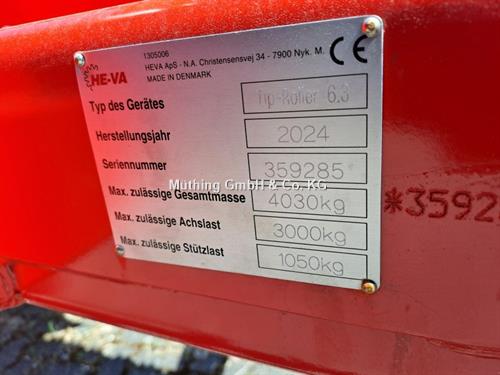 1305006
HE-VA
HEVA ApS - N.A. Christensensvej 34 - 7900 Nyk. M.
MADE IN DENMARK
CE
Typ des Gerätes
Tip-Roller 6.3
Herstellungsjahr
2024
Seriennummer
359285
Müthing GmbH & Co. KG
Max. zulässige Gesamtmasse
4030kg
Max. zulässige Achslast
3000kg
Max. zulässige Stützlast
1050kg
*3592